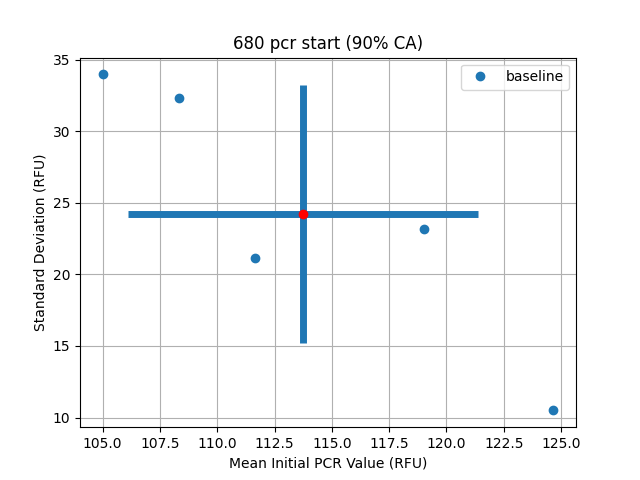 680 pcr start (90% CA)
baseline
35
30
25
20
15
10
Standard Deviation (RFU)
105.0 107.5 110.0 112.5 115.0 117.5 120.0 122.5 125.0
Mean Initial PCR Value (RFU)